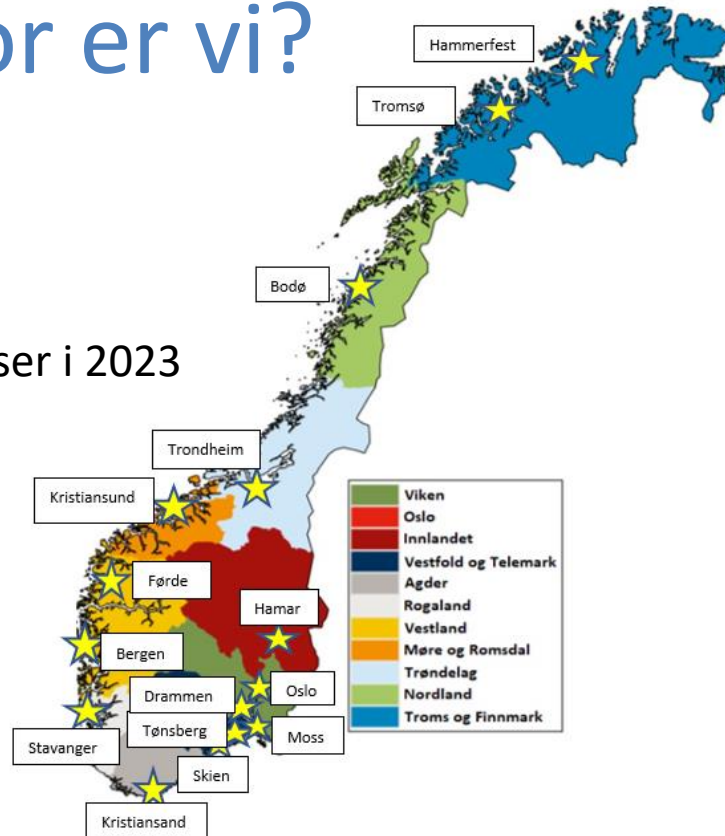 or er vi?
Hammerfest
Tromsø
Bodø
ser i 2023
Trondheim
Kristiansund
Førde
Hamar
Bergen
Drammen
Oslo
Tønsberg
Stavanger
Moss
Skien
Kristiansand
Viken
Oslo
Innlandet
Vestfold og Telemark
Agder
Rogaland
Vestland
Møre og Romsdal
Trøndelag
Nordland
Troms og Finnmark